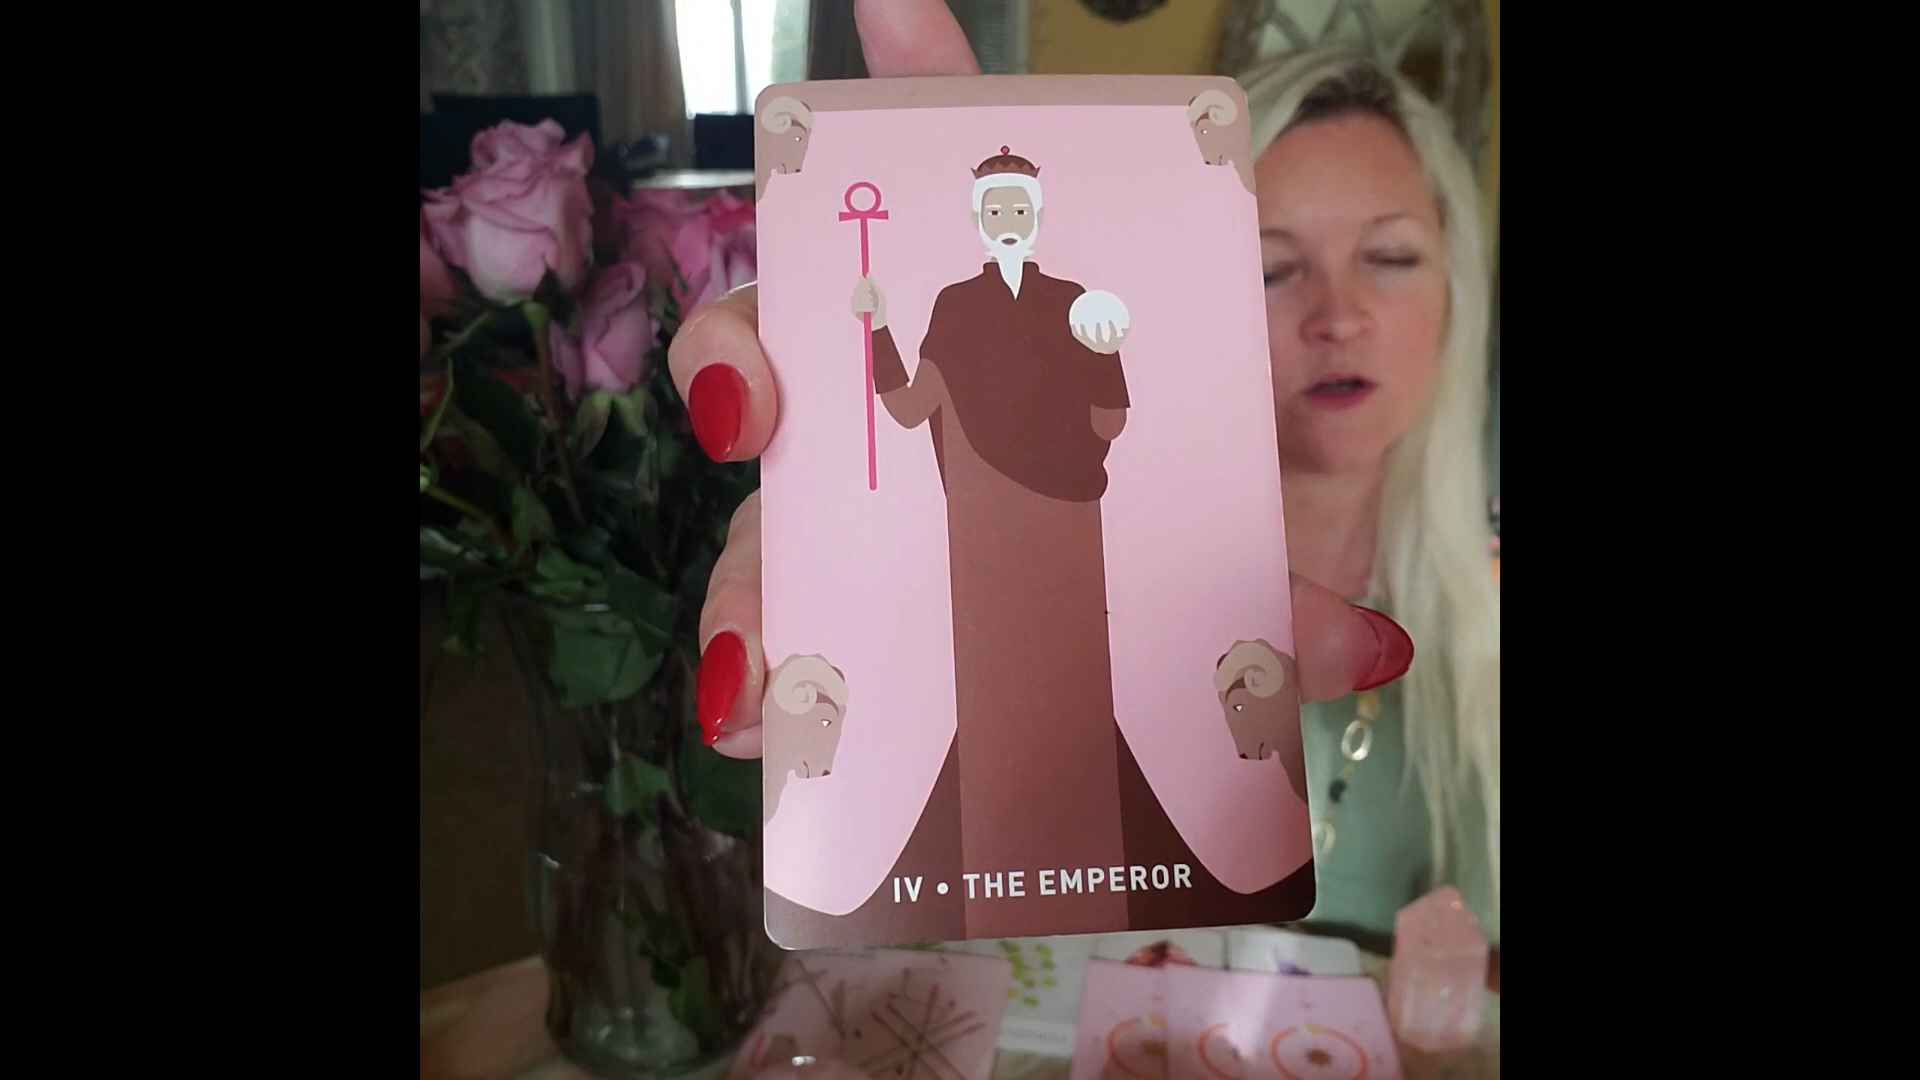 IV • THE EMPEROR